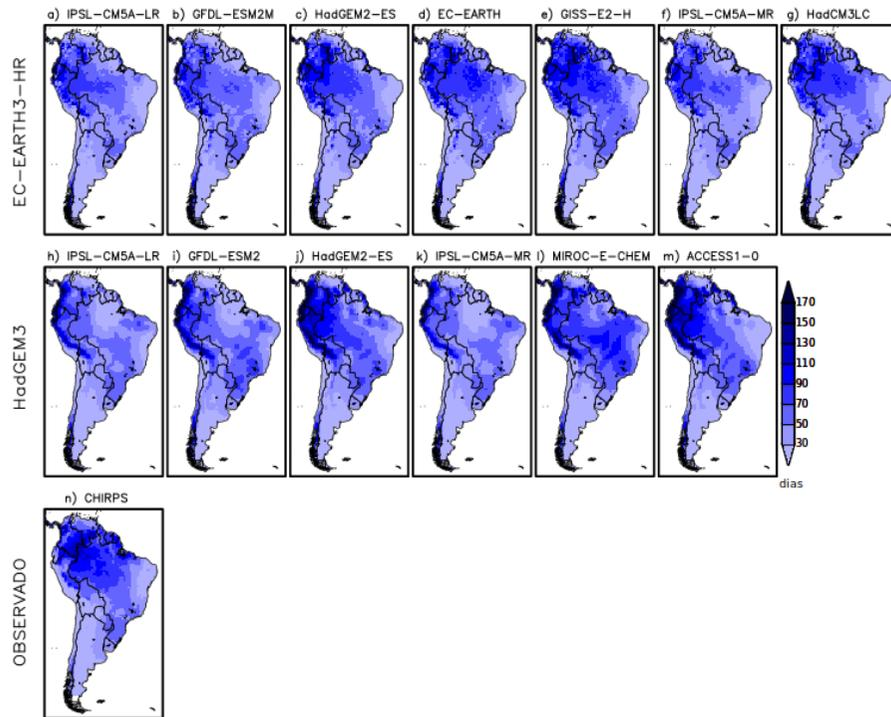 a) IPSL-CM5A-LR b) GFDL-ESM2M c) HadGEM2-ES d) EC-EARTH e) GISS-E2-H f) IPSL-CM5A-MR g) HadCM3LC
EC-EARTH3-HR
h) IPSL-CM5A-LR i) GFDL-ESM2 j) HadGEM2-ES k) IPSL-CM5A-MR l) MIROC-E-CHEM m) ACCESS1-0
HadGEM3
170
150
130
110
90
70
50
30
dias
n) CHIRPS
OBSERVADO